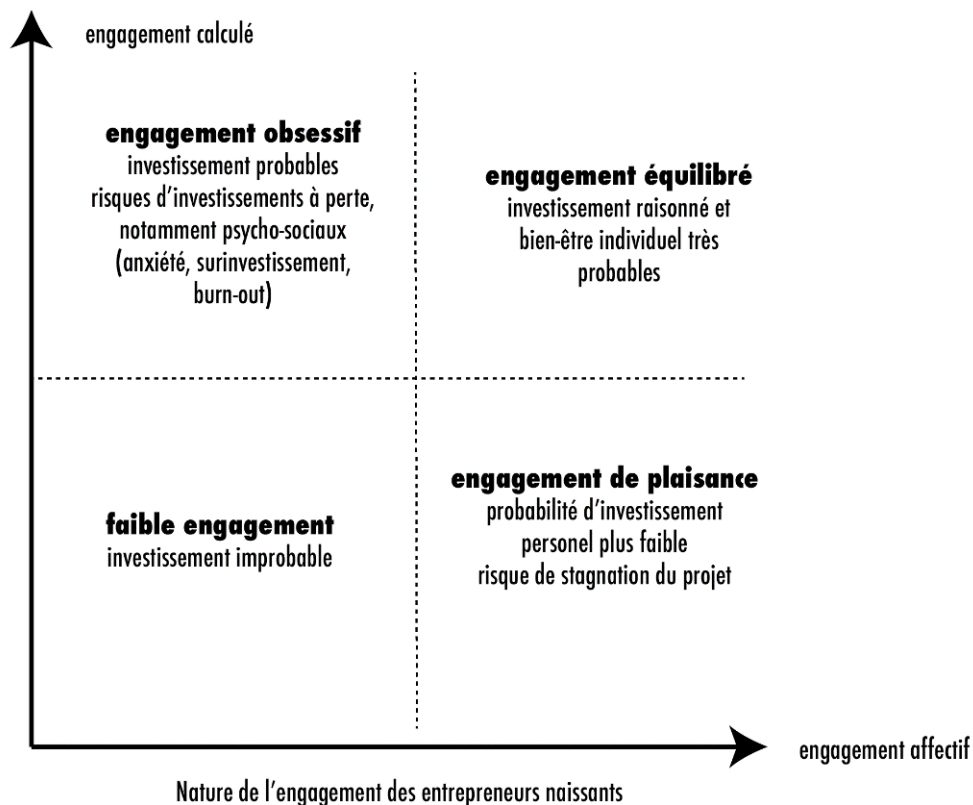 engagement calculé
engagement obsessif
investissement probables
risques d’investissements à perte,
notamment psycho-sociaux
(anxiété, surinvestissement,
burn-out)
engagement équilibré
investissement raisonné et
bien-être individuel très
probables
faible engagement
investissement improbable
engagement de plaisance
probabilité d’investissement
personel plus faible
risque de stagnation du projet
engagement affectif
Nature de l’engagement des entrepreneurs naissants